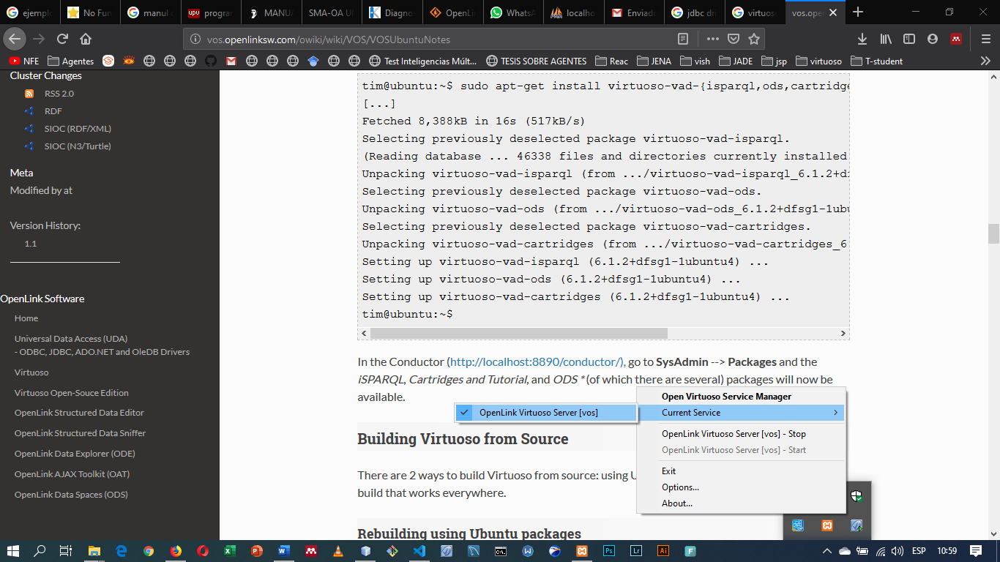 ejemplo
No Fun
manul d
upu
program
MANUA
SMA-OA U
Diagnos
OpenLin
WhatsA
localho
Enviado
jdbc dri
virtuoso
vos.oper
vos.openlinksw.com/owiki/wiki/VOS/VOSUbuntuNotes
NFE
Agentes
Test Inteligencias Múlt...
TESIS SOBRE AGENTES
Reac
JENA
vish
JADE
jsp
virtuoso
T-student
Cluster Changes
RSS 2.0
RDF
SIOC (RDF/XML)
SIOC (N3/Turtle)
Meta
Modified by at
Version History:
1.1
OpenLink Software
Home
Universal Data Access (UDA)
- ODBC, JDBC, ADO.NET and OleDB Drivers
Virtuoso
Virtuoso Open-Souce Edition
OpenLink Structured Data Editor
OpenLink Structured Data Sniffer
OpenLink Data Explorer (ODE)
OpenLink AJAX Toolkit (OAT)
OpenLink Data Spaces (ODS)
tim@ubuntu:~$ sudo apt-get install virtuoso-vad-{isparql,ods,cartridge
[...]
Fetched 8,388kB in 16s (517kB/s)
Selecting previously deselected package virtuoso-vad-isparql.
(Reading database ... 46338 files and directories currently installed
Unpacking virtuoso-vad-isparql (from .../virtuoso-vad-isparql_6.1.2+df
Selecting previously deselected package virtuoso-vad-ods.
Unpacking virtuoso-vad-ods (from .../virtuoso-vad-ods_6.1.2+dfsg1-1ubu
Selecting previously deselected package virtuoso-vad-cartridges.
Unpacking virtuoso-vad-cartridges (from .../virtuoso-vad-cartridges_6
Setting up virtuoso-vad-isparql (6.1.2+dfsg1-1ubuntu4) ...
Setting up virtuoso-vad-ods (6.1.2+dfsg1-1ubuntu4) ...
Setting up virtuoso-vad-cartridges (6.1.2+dfsg1-1ubuntu4) ...
tim@ubuntu:~$
In the Conductor (http://localhost:8890/conductor/), go to SysAdmin --> Packages and the
iSPARQL, Cartridges and Tutorial, and ODS * (of which there are several) packages will now be
available.
Building Virtuoso from Source
There are 2 ways to build Virtuoso from source: using U
build that works everywhere.
Rebuilding using Ubuntu packages
Open Virtuoso Service Manager
Current Service
OpenLink Virtuoso Server [vos]
OpenLink Virtuoso Server [vos] - Stop
OpenLink Virtuoso Server [vos] - Start
Exit
Options...
About...
ESP
10:59